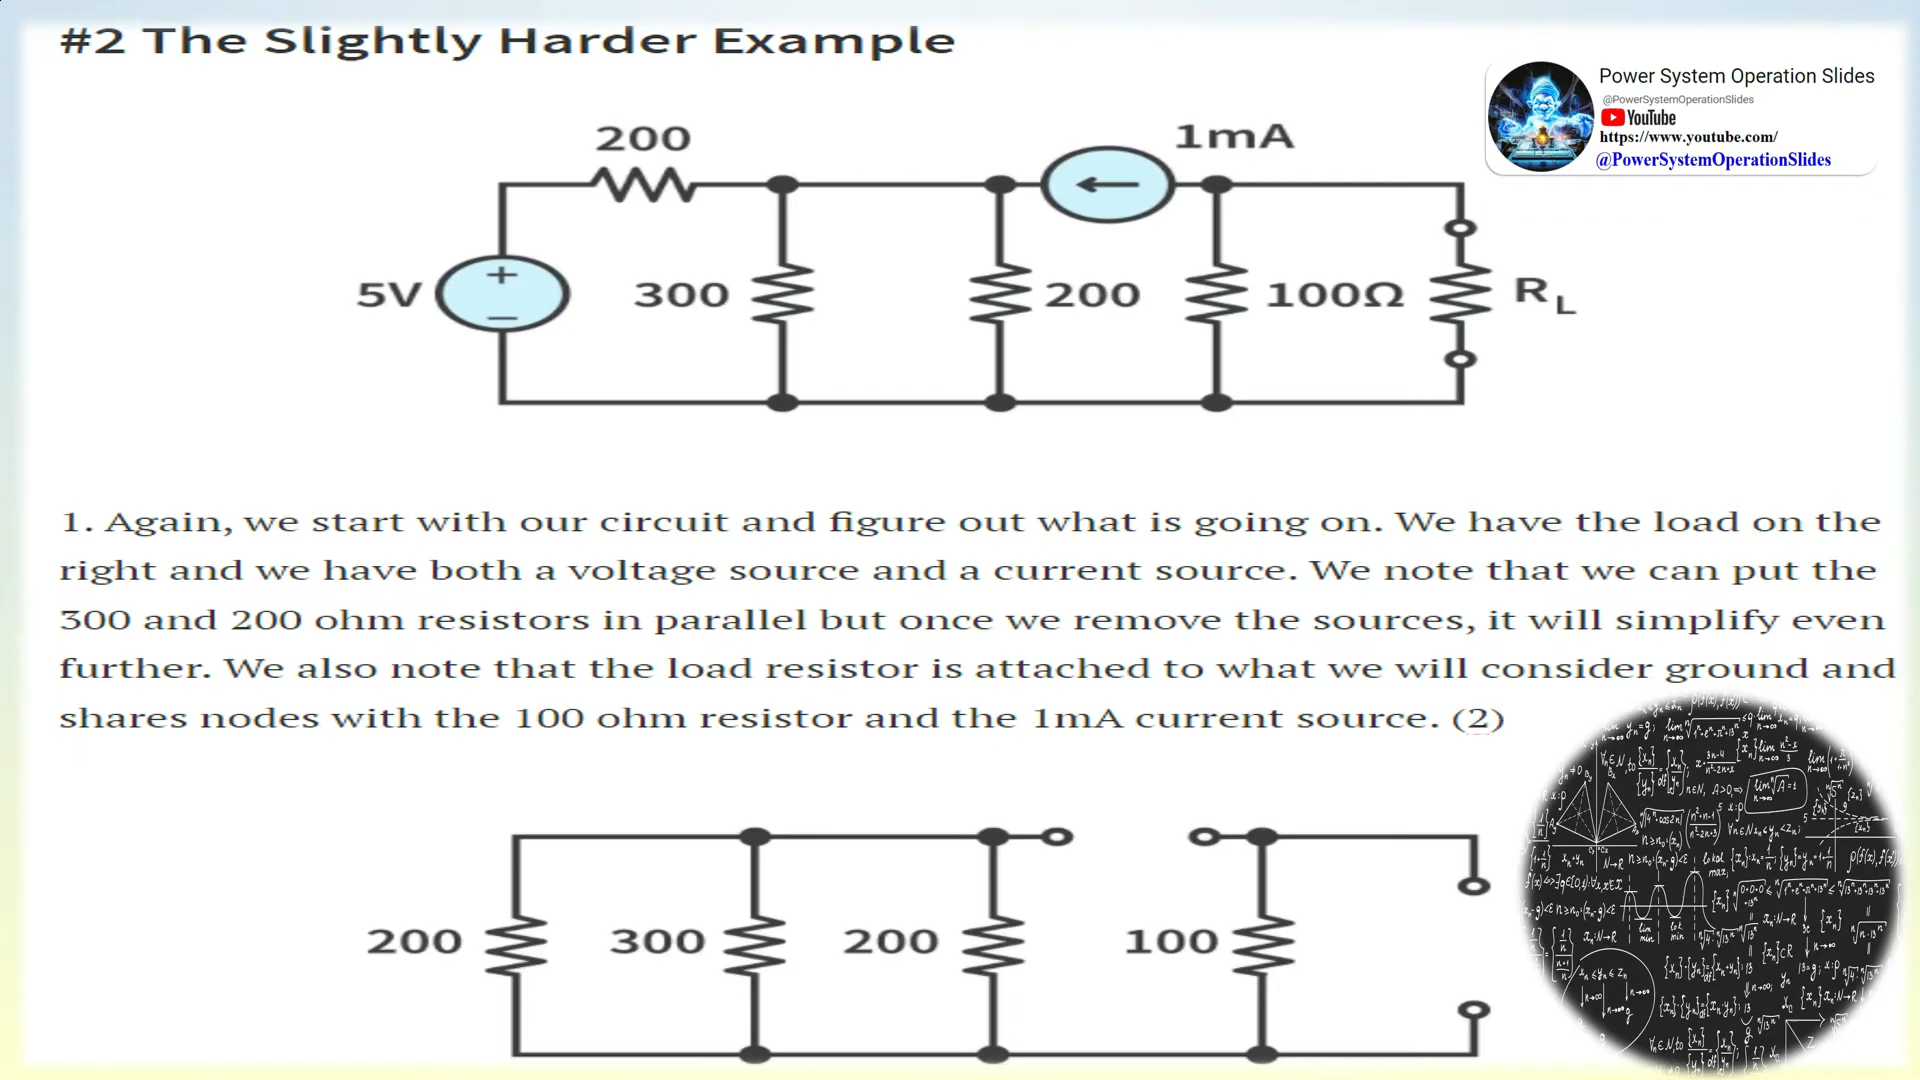 #2 The Slightly Harder Example
Power System Operation Slides
@PowerSystemOperationSlides
YouTube
https://www.youtube.com/
@PowerSystemOperationSlides
200
1mA
5V
+
−
300
200
100Ω
RL
1. Again, we start with our circuit and figure out what is going on. We have the load on the
right and we have both a voltage source and a current source. We note that we can put the
300 and 200 ohm resistors in parallel but once we remove the sources, it will simplify even
further. We also note that the load resistor is attached to what we will consider ground and
shares nodes with the 100 ohm resistor and the 1mA current source. (2)
200
300
200
100